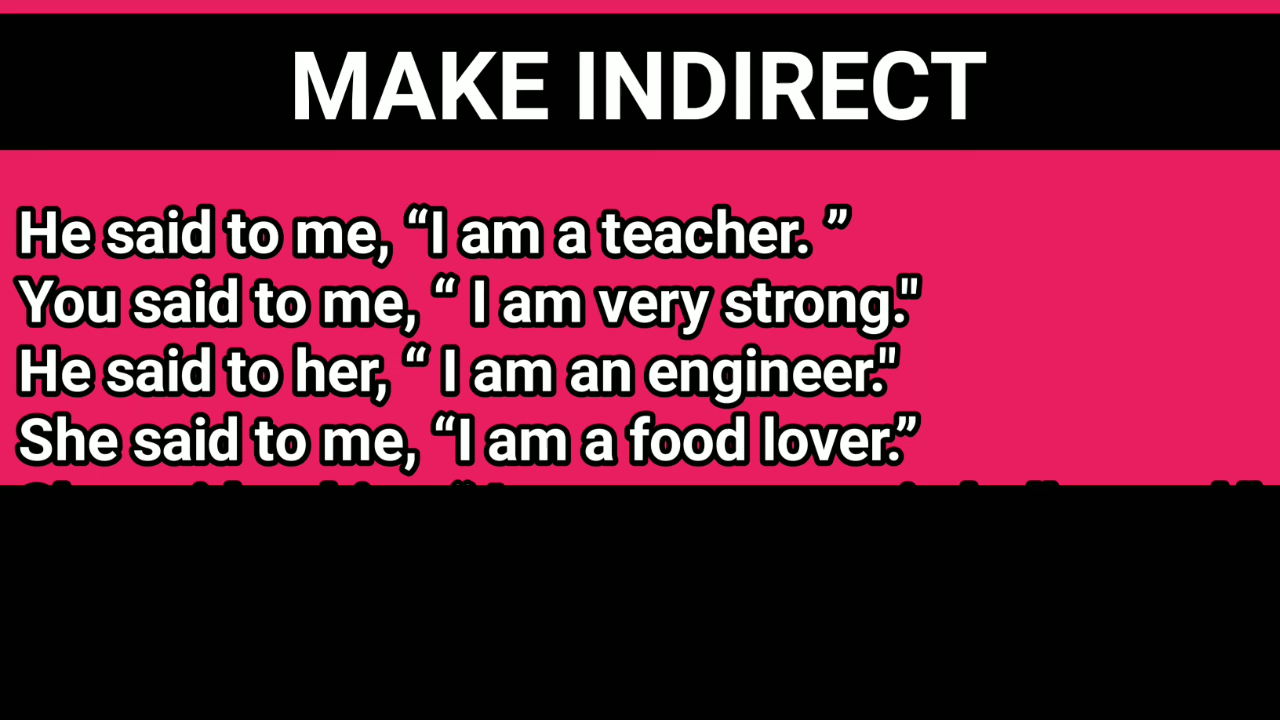 MAKE INDIRECT
He said to me, “I am a teacher. ”
You said to me, “ I am very strong."
He said to her, “ I am an engineer."
She said to me, “I am a food lover.”